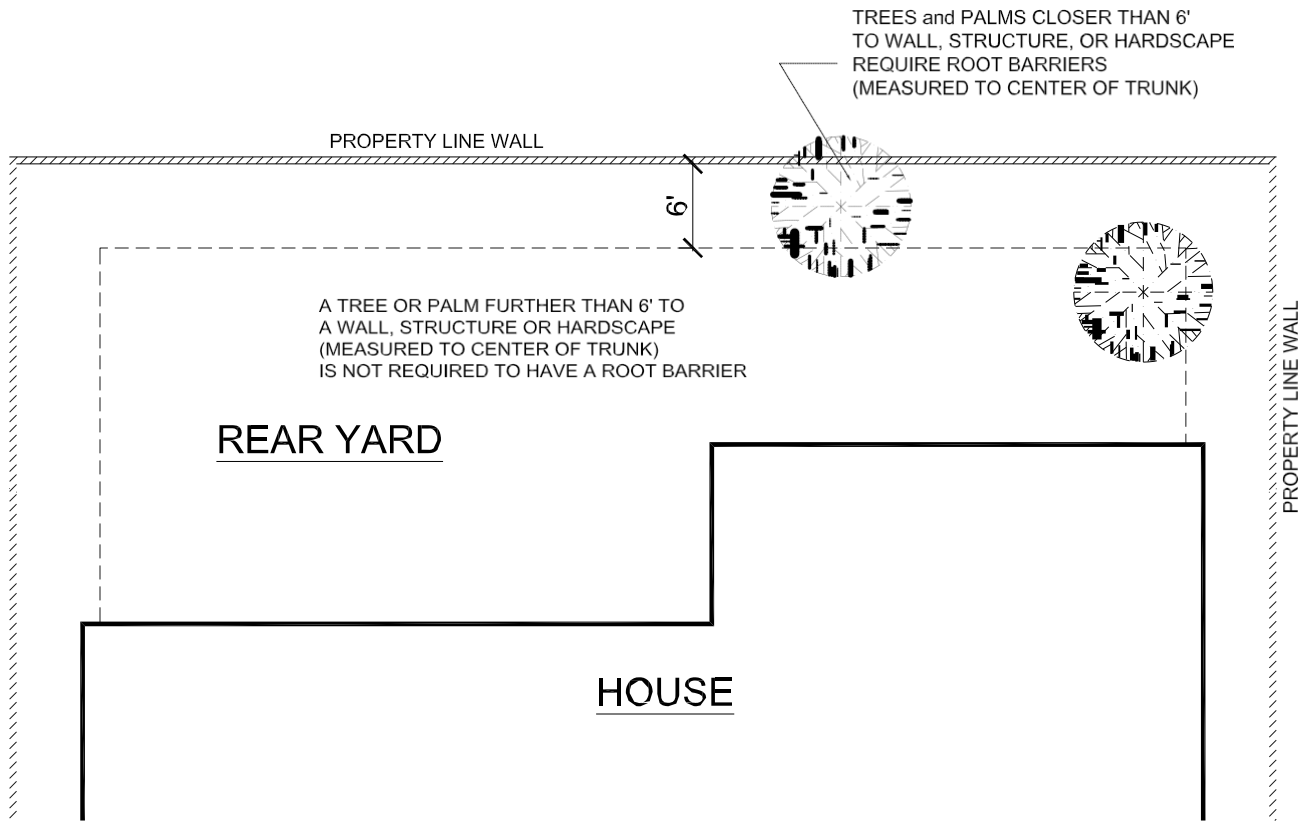 TREES and PALMS CLOSER THAN 6'
TO WALL, STRUCTURE, OR HARDSCAPE
REQUIRE ROOT BARRIERS
(MEASURED TO CENTER OF TRUNK)
PROPERTY LINE WALL
6'
A TREE OR PALM FURTHER THAN 6' TO
A WALL, STRUCTURE OR HARDSCAPE
(MEASURED TO CENTER OF TRUNK)
IS NOT REQUIRED TO HAVE A ROOT BARRIER
PROPERTY LINE WALL
REAR YARD
HOUSE